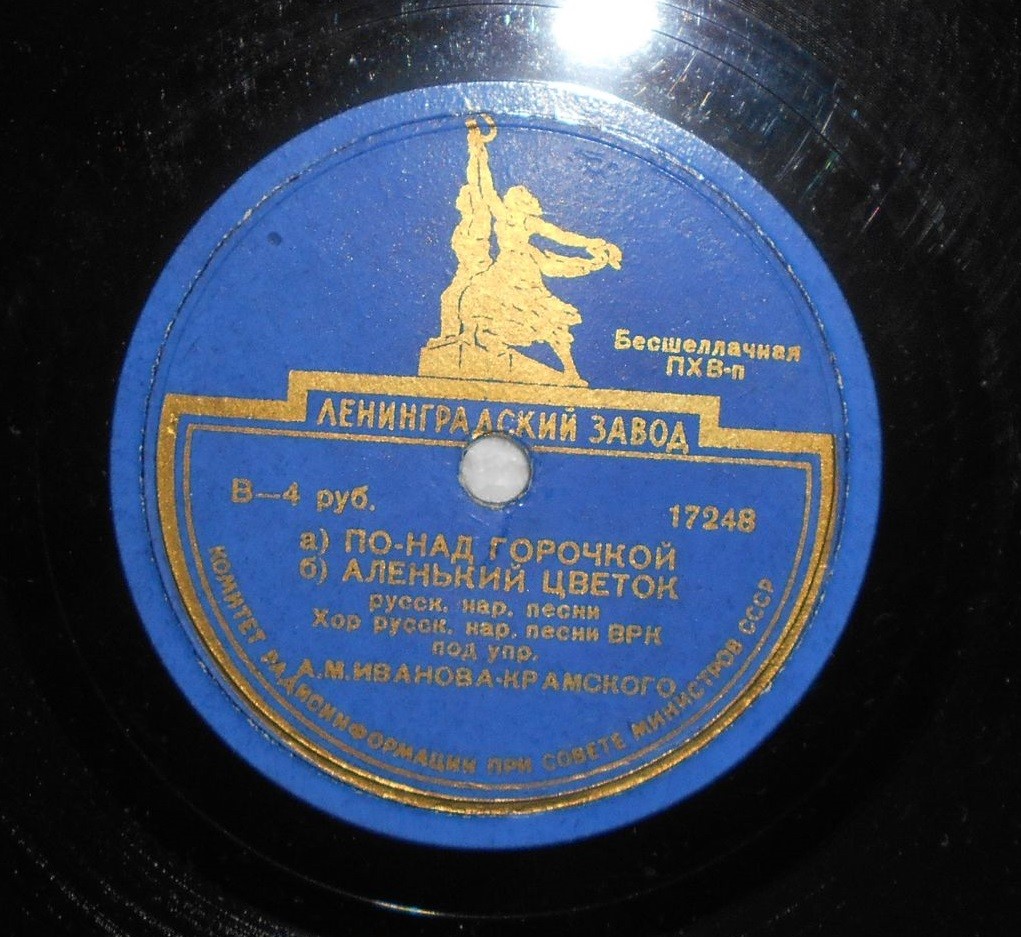 Бесшеллачная
ПХВ-п
ЛЕНИНГРАДСКИЙ ЗАВОД
В—4 руб.
17248
а) ПО-НАД ГОРОЧКОЙ
б) АЛЕНЬКИЙ ЦВЕТОК
русск. нар. песни
Хор русск. нар. песни ВРК
под упр.
А.М.ИВАНОВА-КРАМСКОГО
КОМИТЕТ РАДИОИНФОРМАЦИИ ПРИ СОВЕТЕ МИНИСТРОВ СССР